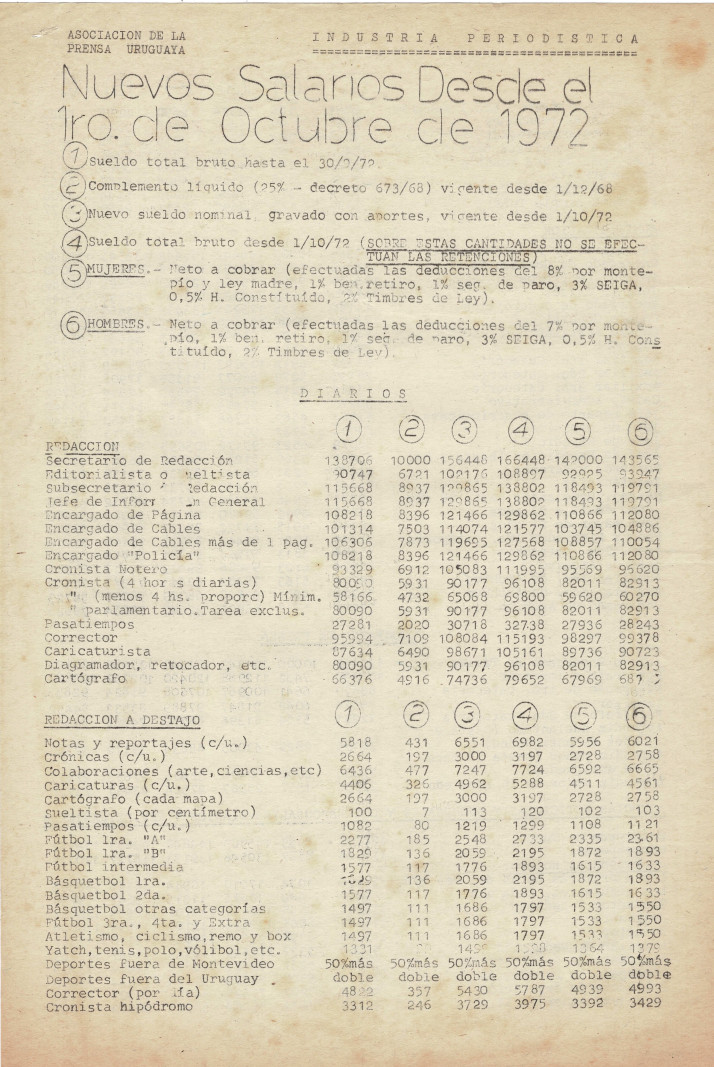 ASOCIACION DE LA
PRENSA URUGUAYA
INDUSTRIA PERIODISTICA
Nuevos Salarios Desde el
1ro. de Octubre de 1972
1 Sueldo total bruto hasta el 30/9/72.
2 Complemento líquido (25% - decreto 673/68) vigente desde 1/12/68
3 Nuevo sueldo nominal, gravado con aportes, vigente desde 1/10/72
4 Sueldo total bruto desde 1/10/72 (SOBRE ESTAS CANTIDADES NO SE EFEC-
TUAN LAS RETENCIONES)
5 MUJERES.- Neto a cobrar (efectuadas las deducciones del 8% por monte-
pío y ley madre, 1% ben.retiro, 1% seg. de paro, 3% SEIGA,
0,5% H. Constituído, 2% Timbres de Ley).
6 HOMBRES.- Neto a cobrar (efectuadas las deducciones del 7% por monte-
pío, 1% ben. retiro, 1% seg. de paro, 3% SEIGA, 0,5% H. Cons
tituído, 2% Timbres de Ley).
DIARIOS
1 2 3 4 5 6
REDACCION
Secretario de Redacción 138706 10000 156448 166448 142000 143565
Editorialista o 90747 6721 102176 108897 92925 93947
Subsecretario Redacción 115668 8937 129865 138802 118493 119791
Jefe de General 115668 8937 129865 138802 118493 119791
Encargado de Página 108218 8396 121466 129862 110866 112080
Encargado de Cables 101314 7503 114074 121577 103745 104886
Encargado de Cables más de 1 pag. 106306 7873 119695 127568 108857 110054
Encargado "Policía" 108218 8396 121466 129862 110866 112080
Cronista Notero 93329 6912 105083 111995 95569 96620
Cronista (4 horas diarias) 80090 5931 90177 96108 82011 82913
" (menos 4 hs. proporc) Mínim. 58166 4732 65068 69800 59620 60270
" parlamentario.Tarea exclus. 80090 5931 90177 96108 82011 82913
Pasatiempos 27281 2020 30718 32738 27936 28243
Corrector 95994 7109 108084 115193 98297 99378
Caricaturista 87634 6490 98671 105161 89736 90723
Diagramador, retocador, etc. 80090 5931 90177 96108 82011 82913
Cartógrafo 66376 4916 74736 79652 67969
REDACCION A DESTAJO 1 2 3 4 5 6
Notas y reportajes (c/u.) 5818 431 6551 6982 5956 6021
Crónicas (c/u.) 2664 197 3000 3197 2728 2758
Colaboraciones (arte,ciencias,etc) 6436 477 7247 7724 6592 6665
Caricaturas (c/u.) 4406 326 4962 5288 4511 4561
Cartógrafo (cada mapa) 2664 197 3000 3197 2728 2758
Sueltista (por centímetro) 100 7 113 120 102 103
Pasatiempos (c/u.) 1082 80 1219 1299 1108 1121
Fútbol 1ra. "A" 2277 185 2548 2733 2335 2361
Fútbol 1ra. "B" 1829 136 2059 2195 1872 1893
Fútbol intermedia 1577 117 1776 1893 1615 1633
Básquetbol 1ra. 1829 136 2059 2195 1872 1893
Básquetbol 2da. 1577 117 1776 1893 1615 1633
Básquetbol otras categorías 1497 111 1686 1797 1533 1550
Fútbol 3ra., 4ta. y Extra 1497 111 1686 1797 1533 1550
Atletismo, ciclismo,remo y box 1497 111 1686 1797 1533 1550
Yatch,tenis,polo,vólibol,etc. 1331 1364 1379
Deportes fuera de Montevideo 50%más 50%más 50%más 50%más 50%más 50%más
Deportes fuera del Uruguay doble doble doble doble doble doble
Corrector (por día) 357 5430 5787 4939 4993
Cronista hipódromo 3312 246 3729 3975 3392 3429